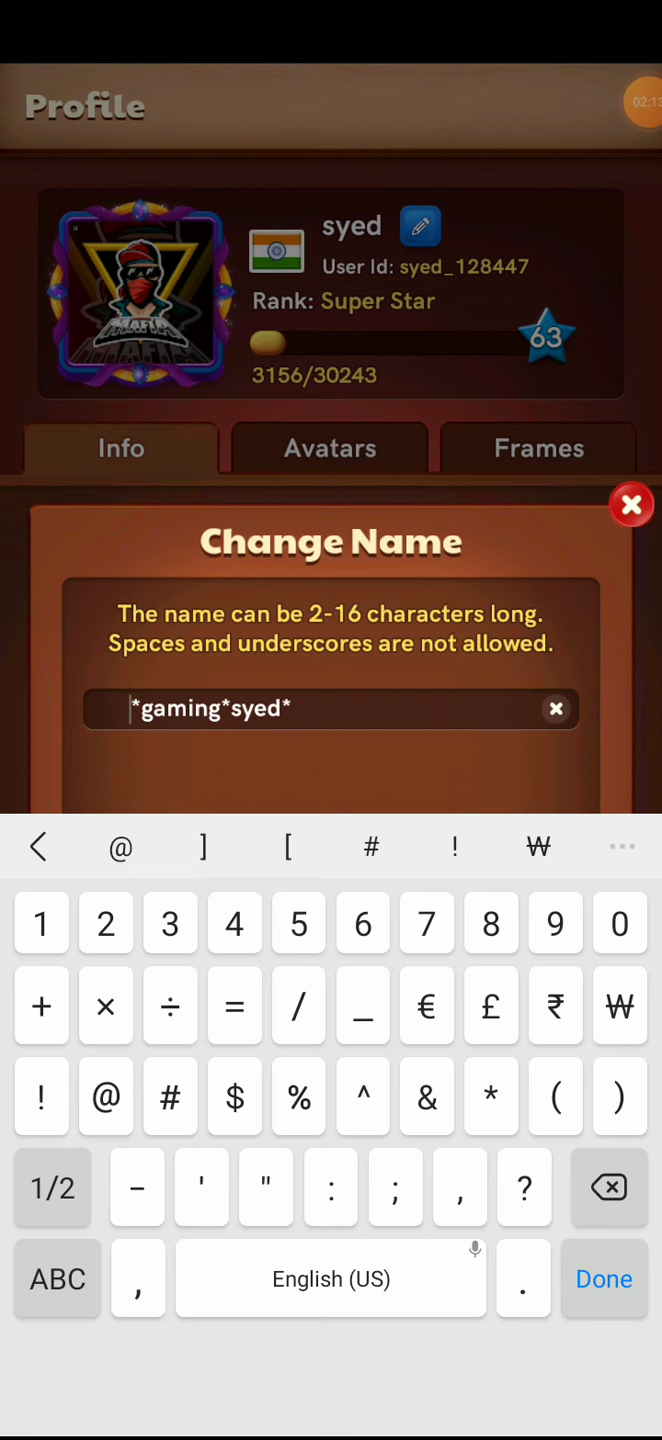 Profile
02:13
syed
User Id: syed_128447
Rank: Super Star
63
3156/30243
MAFIA
Info Avatars Frames
Change Name
The name can be 2-16 characters long.
Spaces and underscores are not allowed.
*gaming*syed*
@ ] [ # ! ₩ ...
1 2 3 4 5 6 7 8 9 0
+ × ÷ = / _ € £ ₹ ₩
! @ # $ % ^ & * ( )
1/2 - ' " : ; , ?
ABC , English (US) . Done